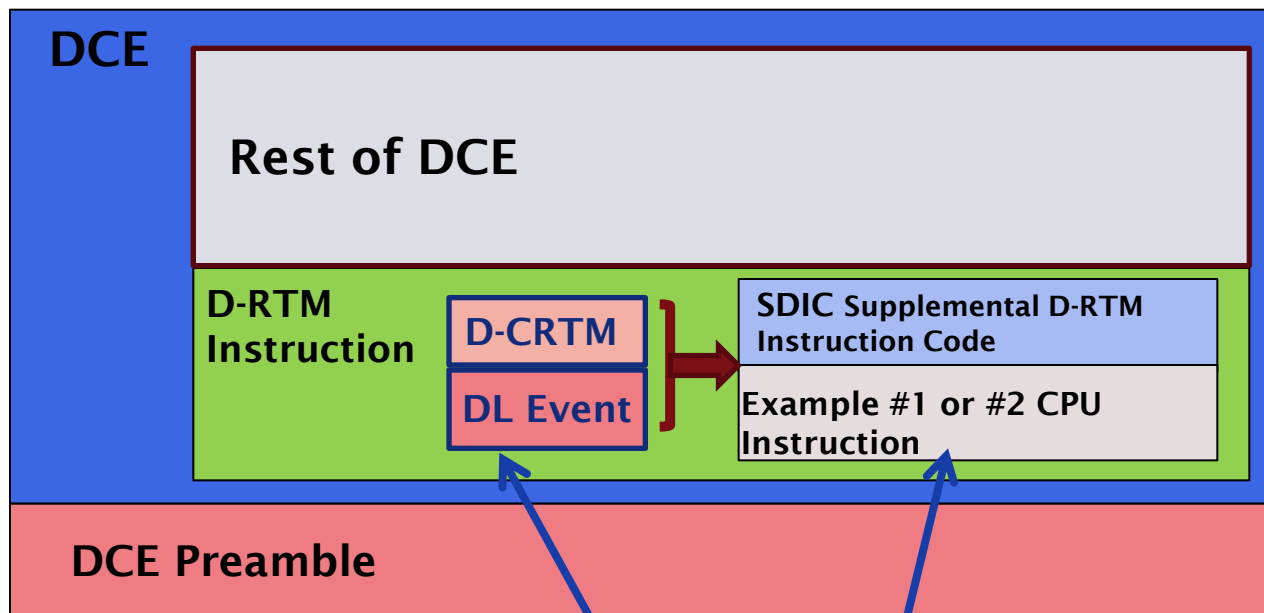 DCE
Rest of DCE
D-RTM
Instruction
D-CRTM
DL Event
SDIC Supplemental D-RTM
Instruction Code
Example #1 or #2 CPU
Instruction
DCE Preamble